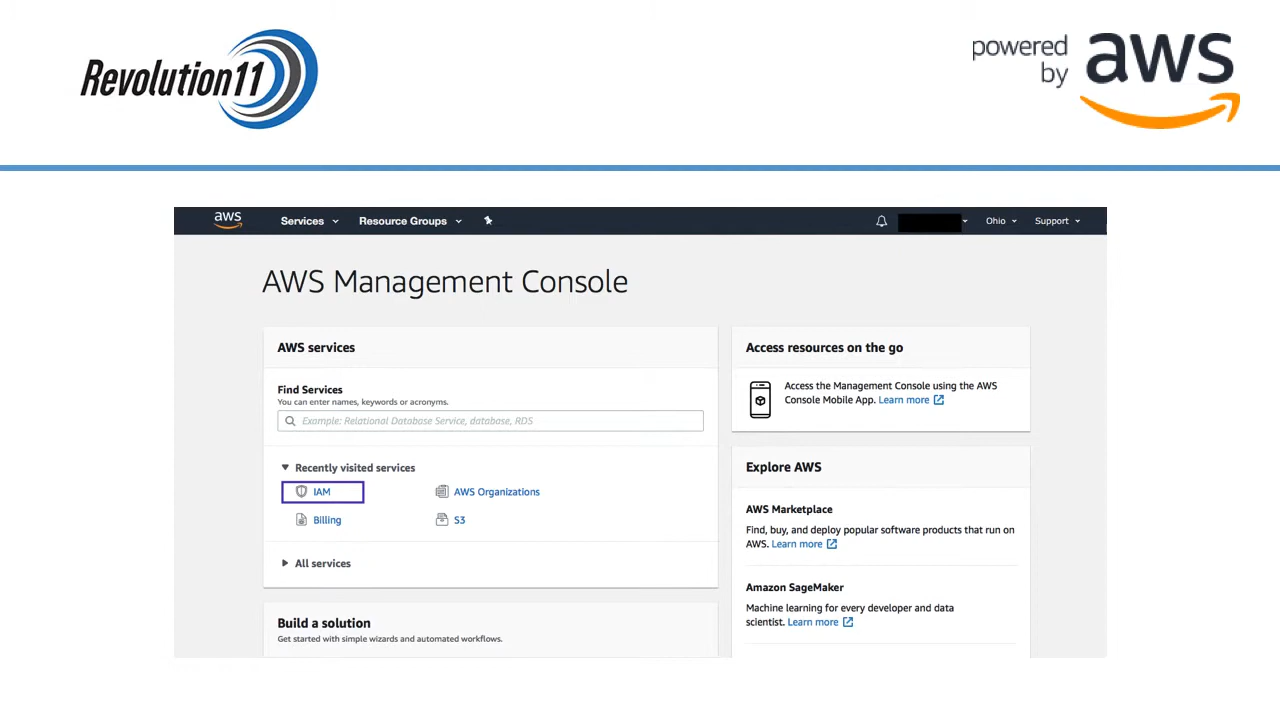 Revolution11
powered
by
aws
aws
Services
Resource Groups
Ohio
Support
AWS Management Console
AWS services
Find Services
You can enter names, keywords or acronyms.
Example: Relational Database Service, database, RDS
Recently visited services
IAM
AWS Organizations
Billing
S3
All services
Build a solution
Get started with simple wizards and automated workflows.
Access resources on the go
Access the Management Console using the AWS
Console Mobile App. Learn more
Explore AWS
AWS Marketplace
Find, buy, and deploy popular software products that run on
AWS. Learn more
Amazon SageMaker
Machine learning for every developer and data
scientist. Learn more